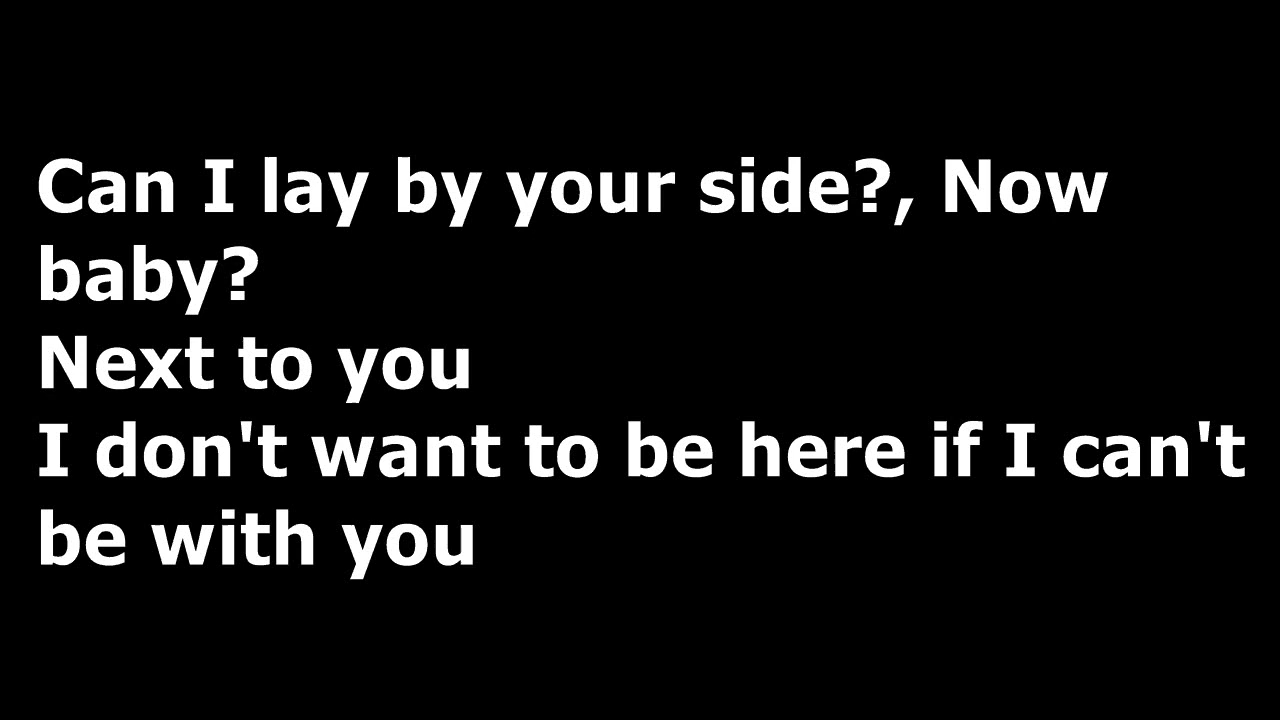 Can I lay by your side?, Now
baby?
Next to you
I don't want to be here if I can't
be with you